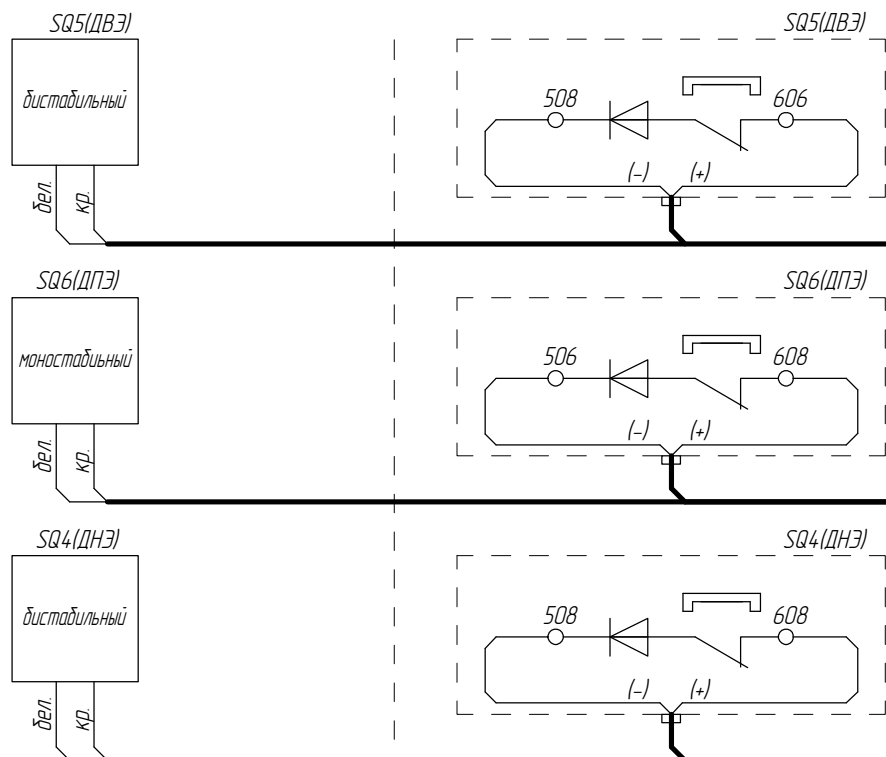 SQ5(ДВЭ)
SQ5(ДВЭ)
бистабильный
508
606
(-)
(+)
бел.
кр.
SQ6(ДПЭ)
SQ6(ДПЭ)
моностабьный
506
608
(-)
(+)
бел.
кр.
SQ4(ДНЭ)
SQ4(ДНЭ)
бистабильный
508
608
(-)
(+)
бел.
кр.